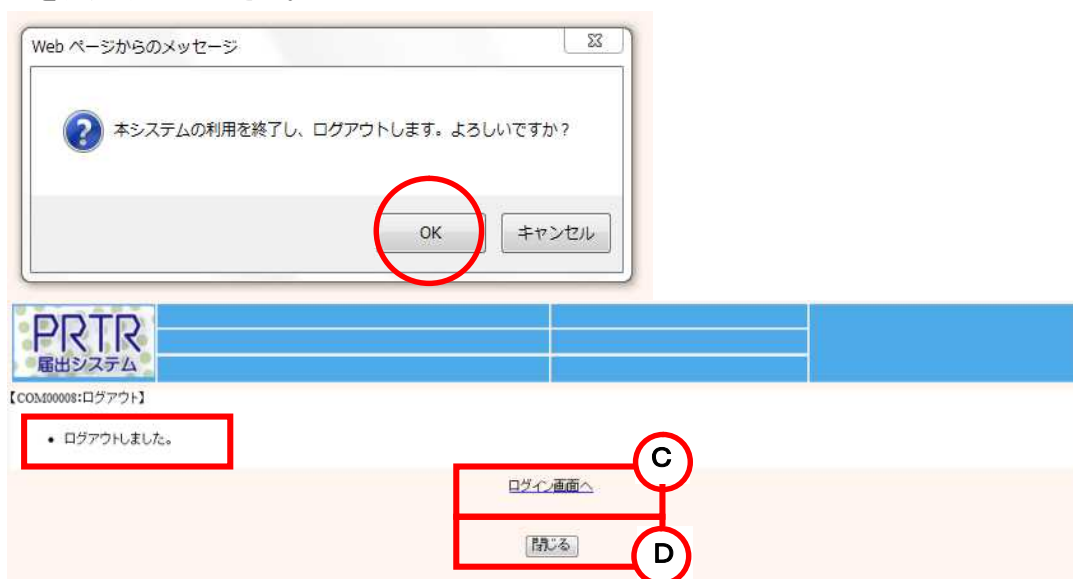 Web ページからのメッセージ
本システムの利用を終了し、ログアウトします。よろしいですか？
OK
キャンセル
PRTR
届出システム
【COM00008:ログアウト】
• ログアウトしました。
C
ログイン画面へ
閉じる
D